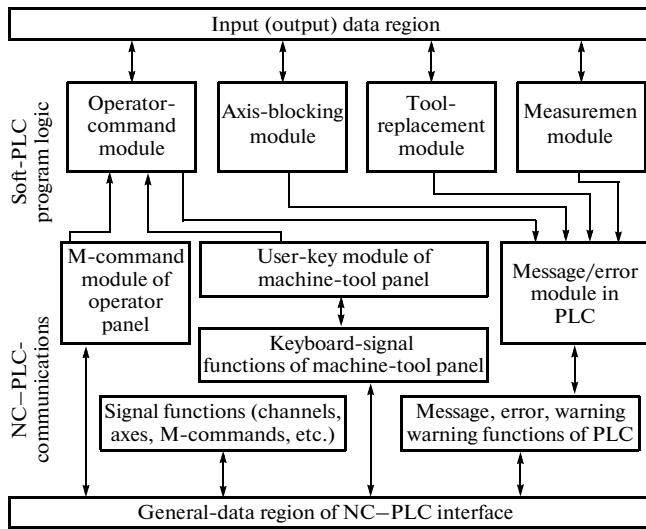 Input (output) data region
Soft-PLC
program logic
Operator-
command
module
Axis-blocking
module
Tool-
replacement
module
Measuremen
module
NC–PLC-
communications
M-command
module of
operator
panel
User-key module of
machine-tool panel
Message/error
module in
PLC
Keyboard-signal
functions of machine-tool panel
Signal functions (channels,
axes, M-commands, etc.)
Message, error, warning
warning functions of PLC
General-data region of NC–PLC interface